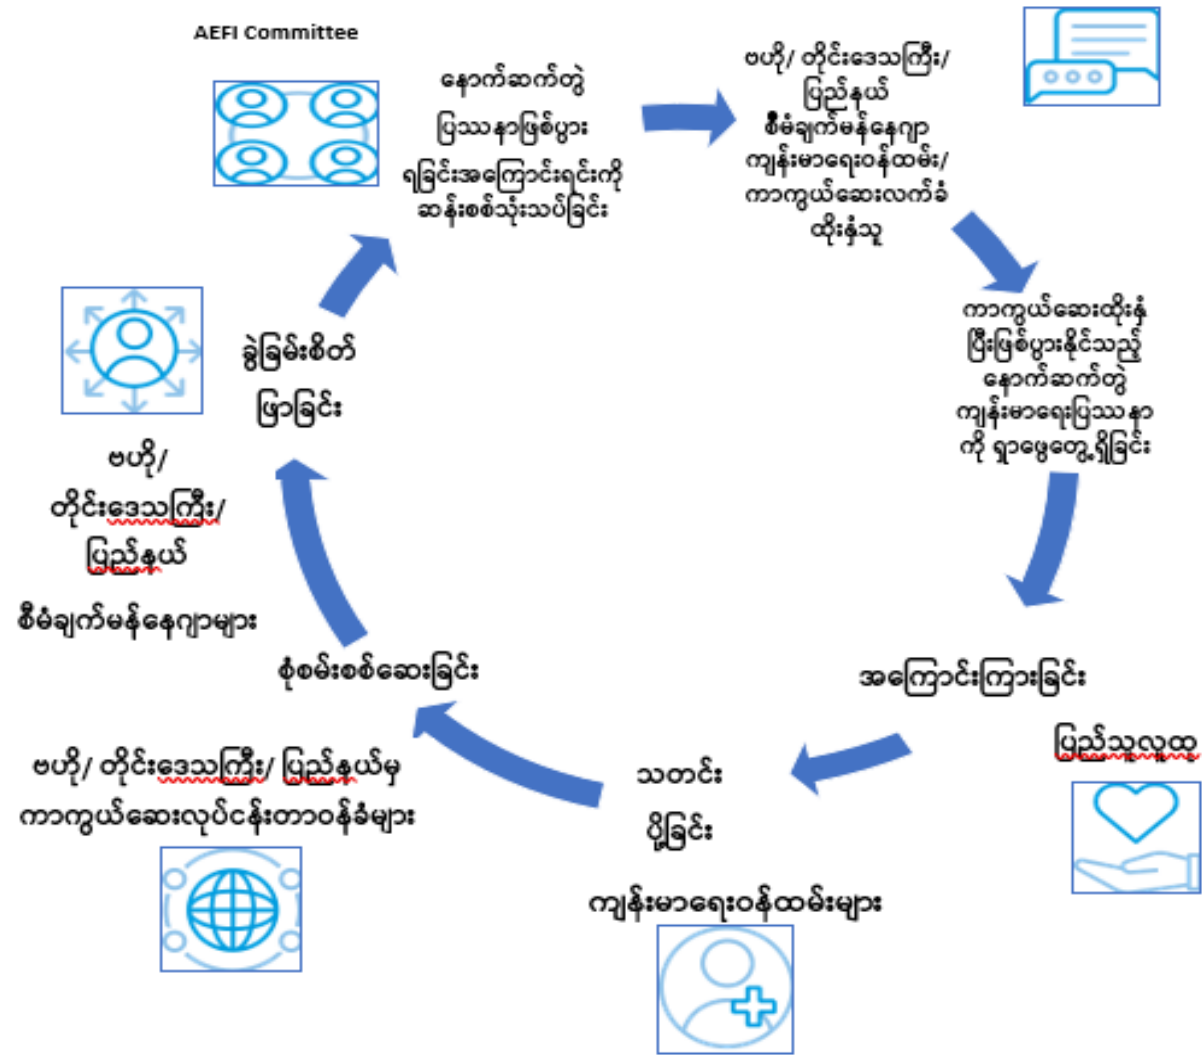 AEFI Committee
နောက်ဆက်တွဲ
ပြဿနာဖြစ်ပွား
ရခြင်းအကြောင်းရင်းကို
ဆန်းစစ်သုံးသပ်ခြင်း
ဗဟို/ တိုင်းဒေသကြီး/
ပြည်နယ်
စီမံချက်မန်နေဂျာ
ကျန်းမာရေးဝန်ထမ်း/
ကာကွယ်ဆေးလက်ခံ
ထိုးနှံသူ
ကာကွယ်ဆေးထိုးနှံ
ပြီးဖြစ်ပွားနိုင်သည့်
နောက်ဆက်တွဲ
ကျန်းမာရေးပြဿနာ
ကို ရှာဖွေတွေ့ရှိခြင်း
အကြောင်းကြားခြင်း
ပြည်သူလူထု
သတင်း
ပို့ခြင်း
ကျန်းမာရေးဝန်ထမ်းများ
စုံစမ်းစစ်ဆေးခြင်း
ဗဟို/ တိုင်းဒေသကြီး/ ပြည်နယ်မှ
ကာကွယ်ဆေးလုပ်ငန်းတာဝန်ခံများ
ခွဲခြမ်းစိတ်
ဖြာခြင်း
ဗဟို/
တိုင်းဒေသကြီး/
ပြည်နယ်
စီမံချက်မန်နေဂျာများ